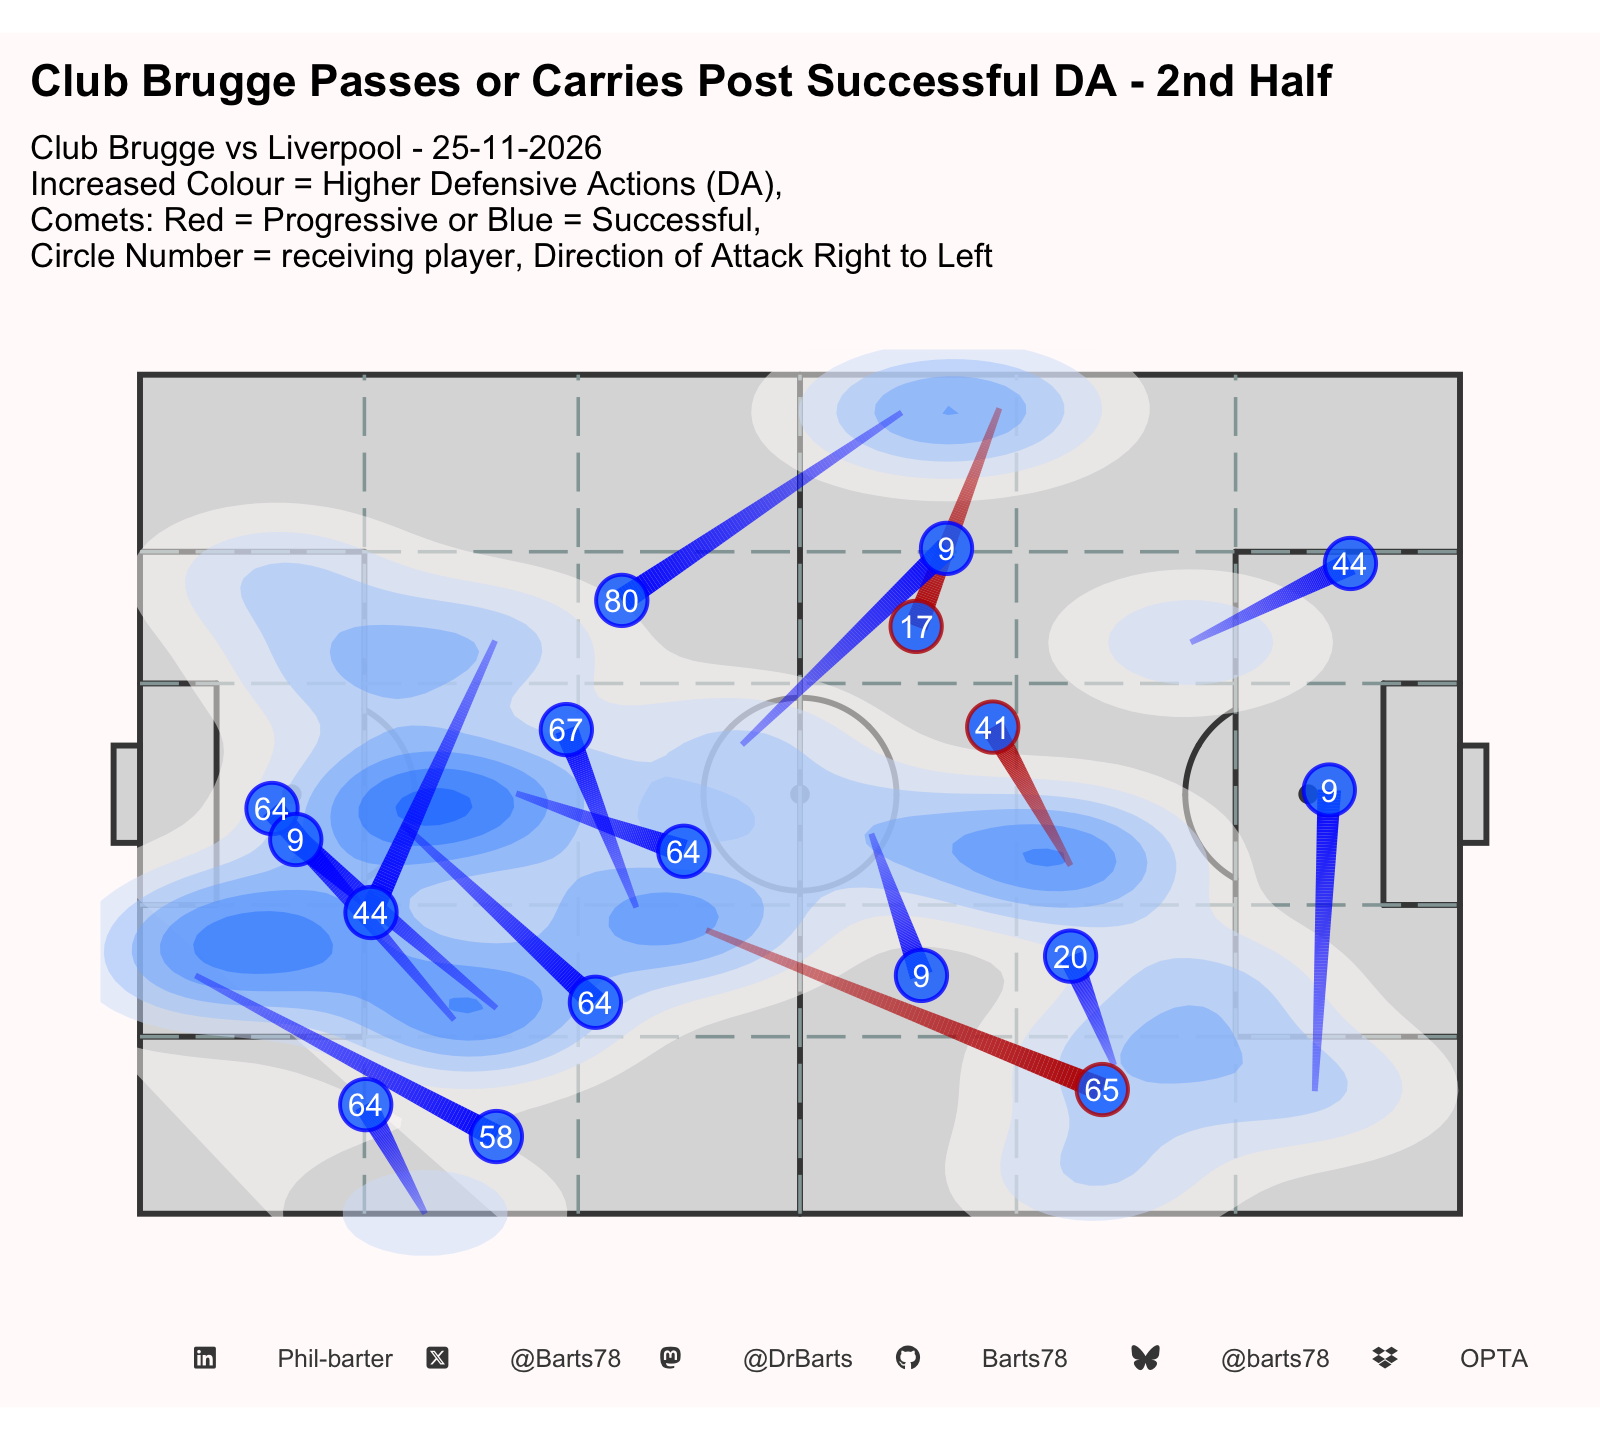 Club Brugge Passes or Carries Post Successful DA - 2nd Half
Club Brugge vs Liverpool - 25-11-2026
Increased Colour = Higher Defensive Actions (DA),
Comets: Red = Progressive or Blue = Successful,
Circle Number = receiving player, Direction of Attack Right to Left
9
44
80
17
67
41
9
64
9
64
44
20
9
64
65
64
58
Phil-barter @Barts78 @DrBarts Barts78 @barts78 OPTA